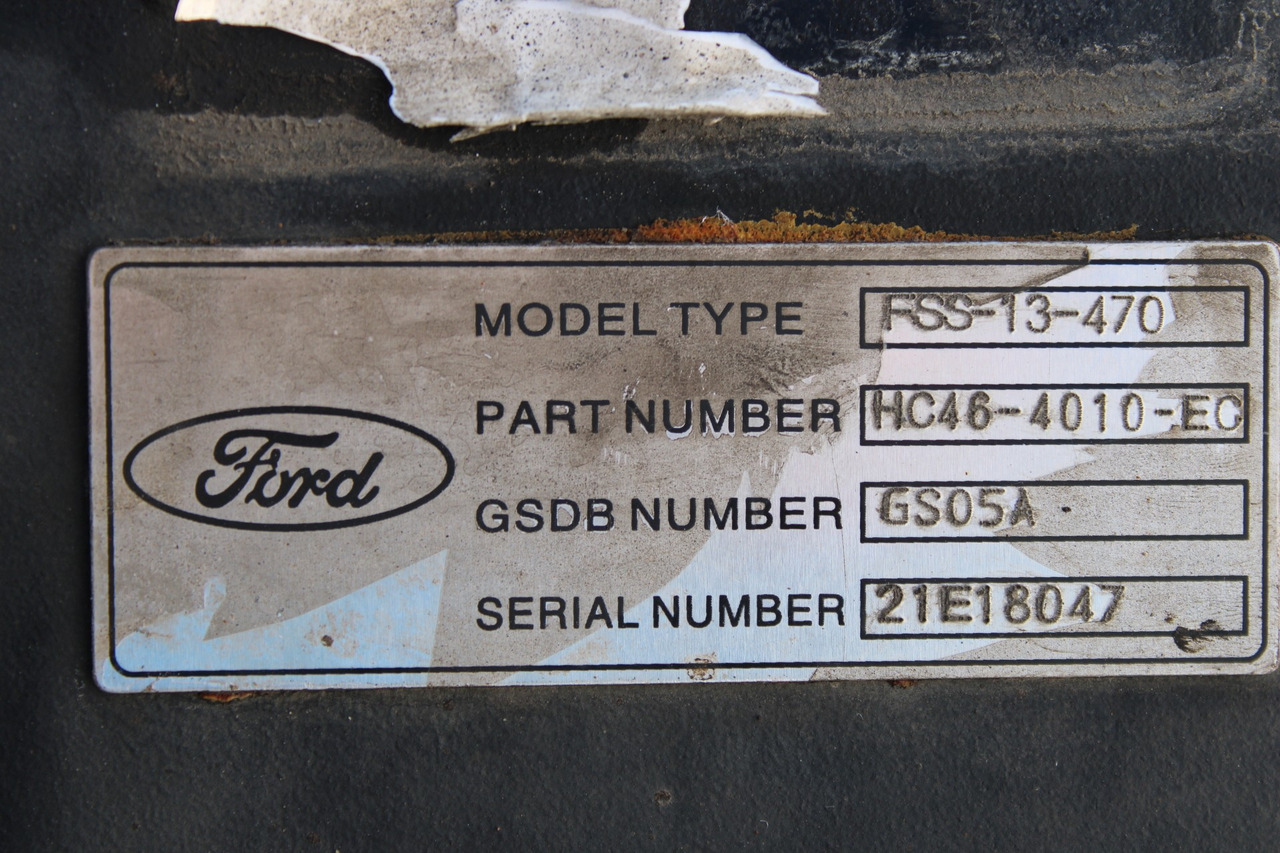 Ford
MODEL TYPE FSS-13-470
PART NUMBER HC46-4010-EC
GSDB NUMBER GS05A
SERIAL NUMBER 21E18047